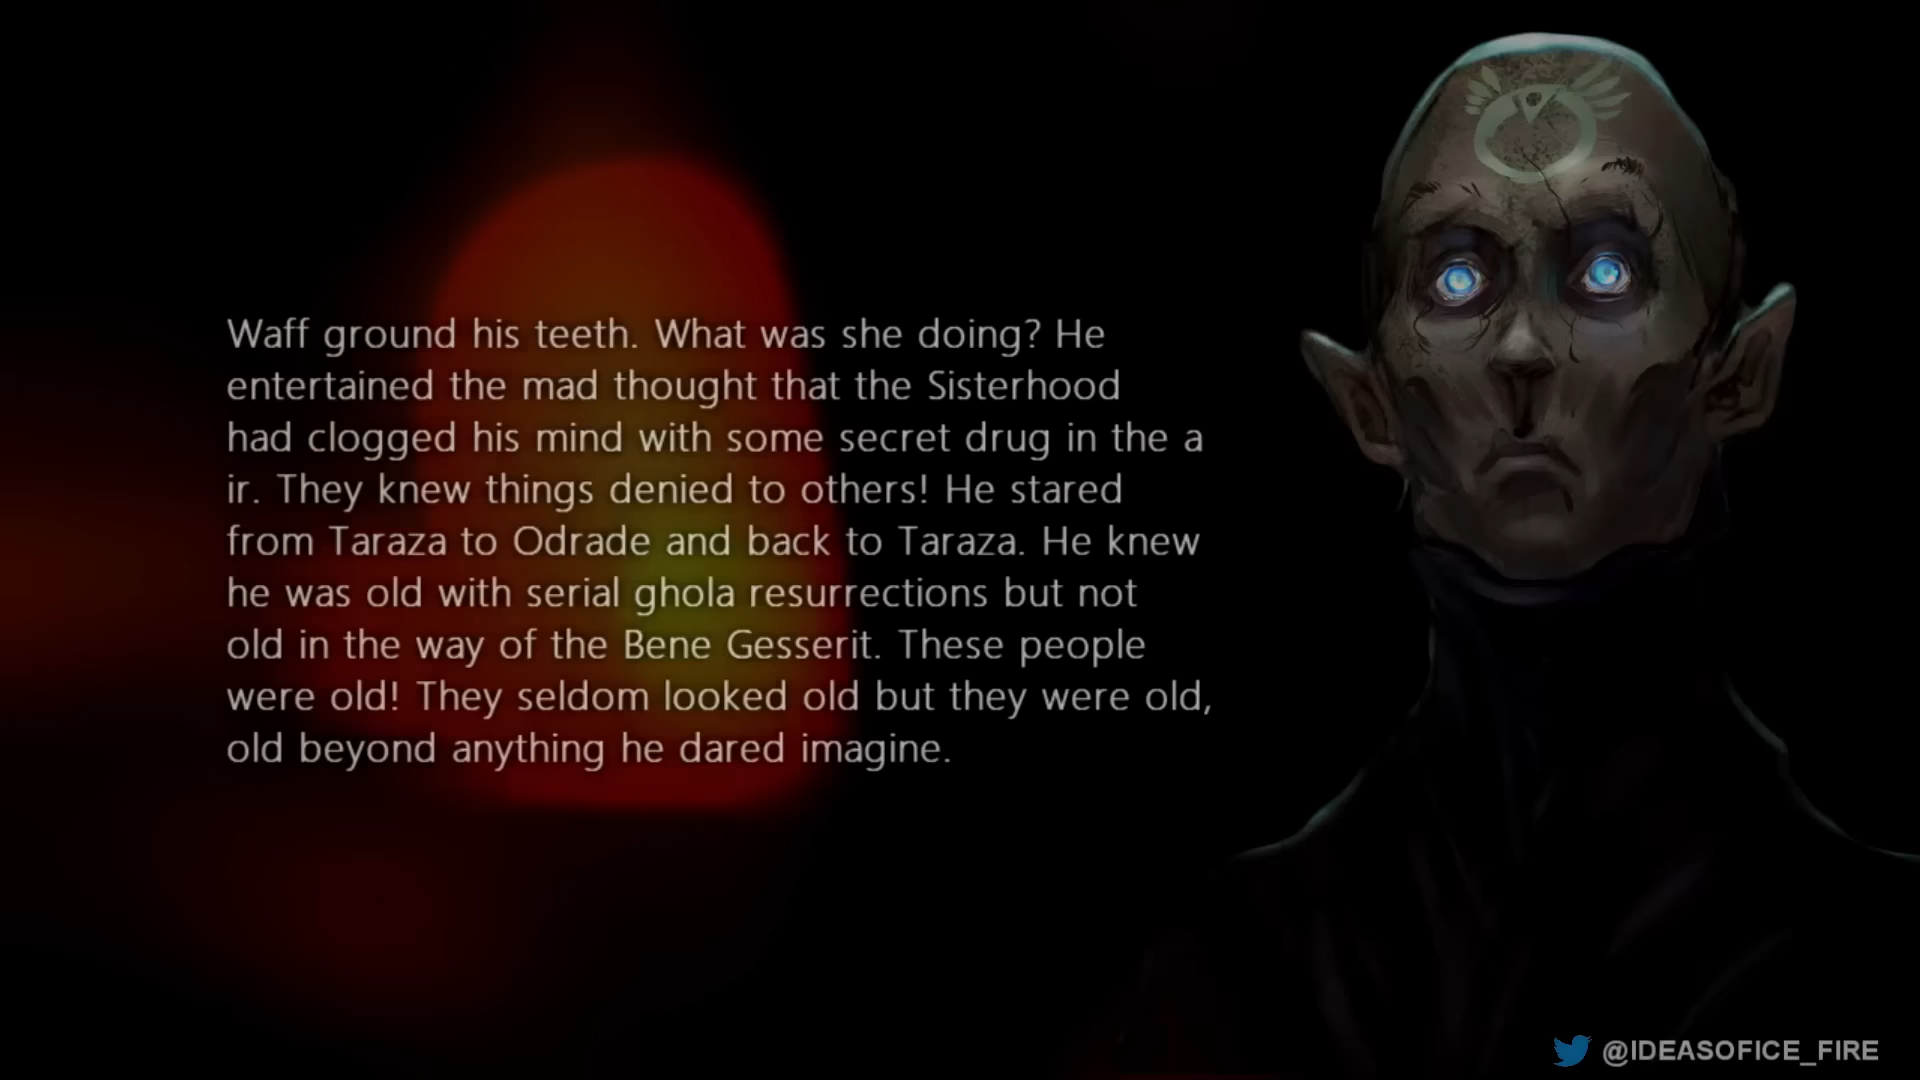 Waff ground his teeth. What was she doing? He
entertained the mad thought that the Sisterhood
had clogged his mind with some secret drug in the a
ir. They knew things denied to others! He stared
from Taraza to Odrade and back to Taraza. He knew
he was old with serial ghola resurrections but not
old in the way of the Bene Gesserit. These people
were old! They seldom looked old but they were old,
old beyond anything he dared imagine.
@IDEASOFICE_FIRE